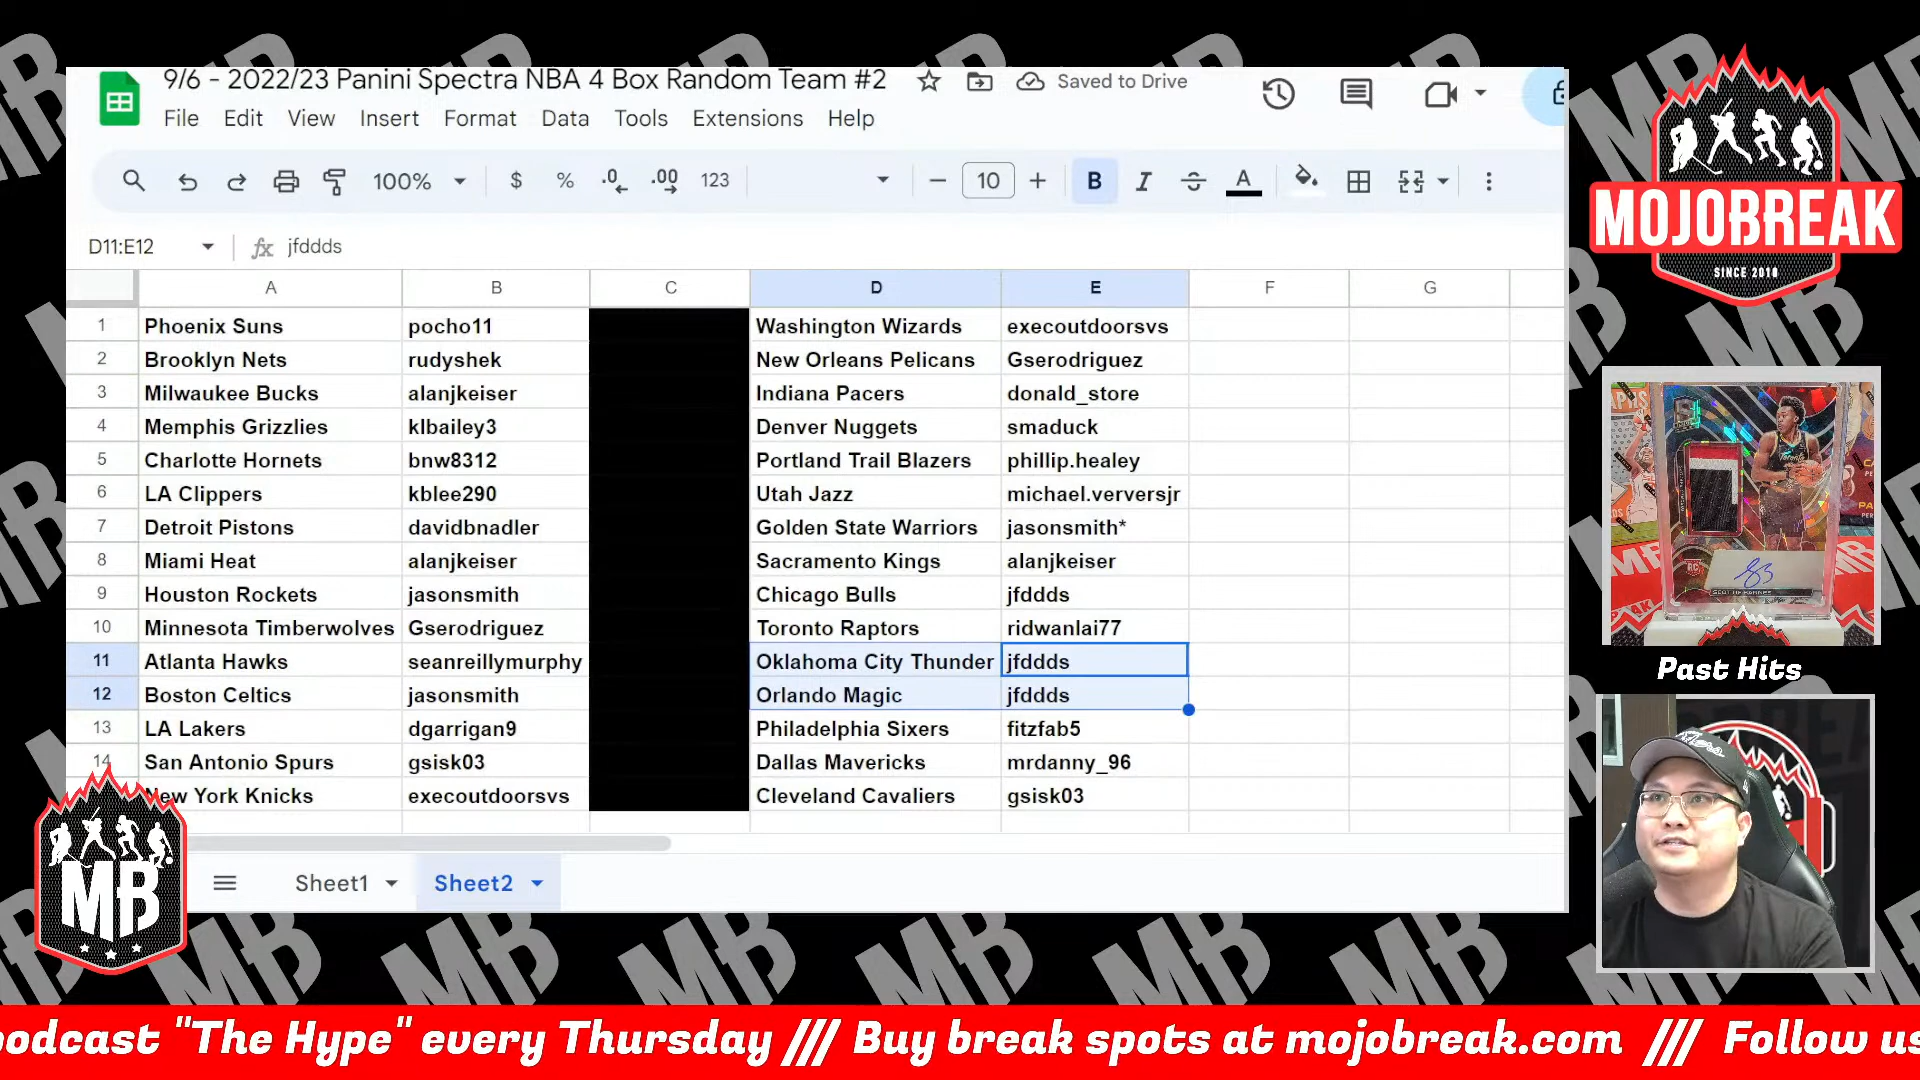 9/6 - 2022/23 Panini Spectra NBA 4 Box Random Team #2
Saved to Drive
File Edit View Insert Format Data Tools Extensions Help
100% $ % .0 .00 123 10 B I A
D11:E12 fx jfddds
A B C D E F G
1 Phoenix Suns pocho11 Washington Wizards execoutdoorsvs
2 Brooklyn Nets rudyshek New Orleans Pelicans Gserodriguez
3 Milwaukee Bucks alanjkeiser Indiana Pacers donald_store
4 Memphis Grizzlies klbailey3 Denver Nuggets smaduck
5 Charlotte Hornets bnw8312 Portland Trail Blazers phillip.healey
6 LA Clippers kblee290 Utah Jazz michael.verversjr
7 Detroit Pistons davidbnadler Golden State Warriors jasonsmith*
8 Miami Heat alanjkeiser Sacramento Kings alanjkeiser
9 Houston Rockets jasonsmith Chicago Bulls jfddds
10 Minnesota Timberwolves Gserodriguez Toronto Raptors ridwanlai77
11 Atlanta Hawks seanreillymurphy Oklahoma City Thunder jfddds
12 Boston Celtics jasonsmith Orlando Magic jfddds
13 LA Lakers dgarrigan9 Philadelphia Sixers fitzfab5
14 San Antonio Spurs gsisk03 Dallas Mavericks mrdanny_96
New York Knicks execoutdoorsvs Cleveland Cavaliers gsisk03
Sheet1 Sheet2
MOJOBREAK
SINCE 2010
Past Hits
MB
podcast "The Hype" every Thursday /// Buy break spots at mojobreak.com /// Follow us